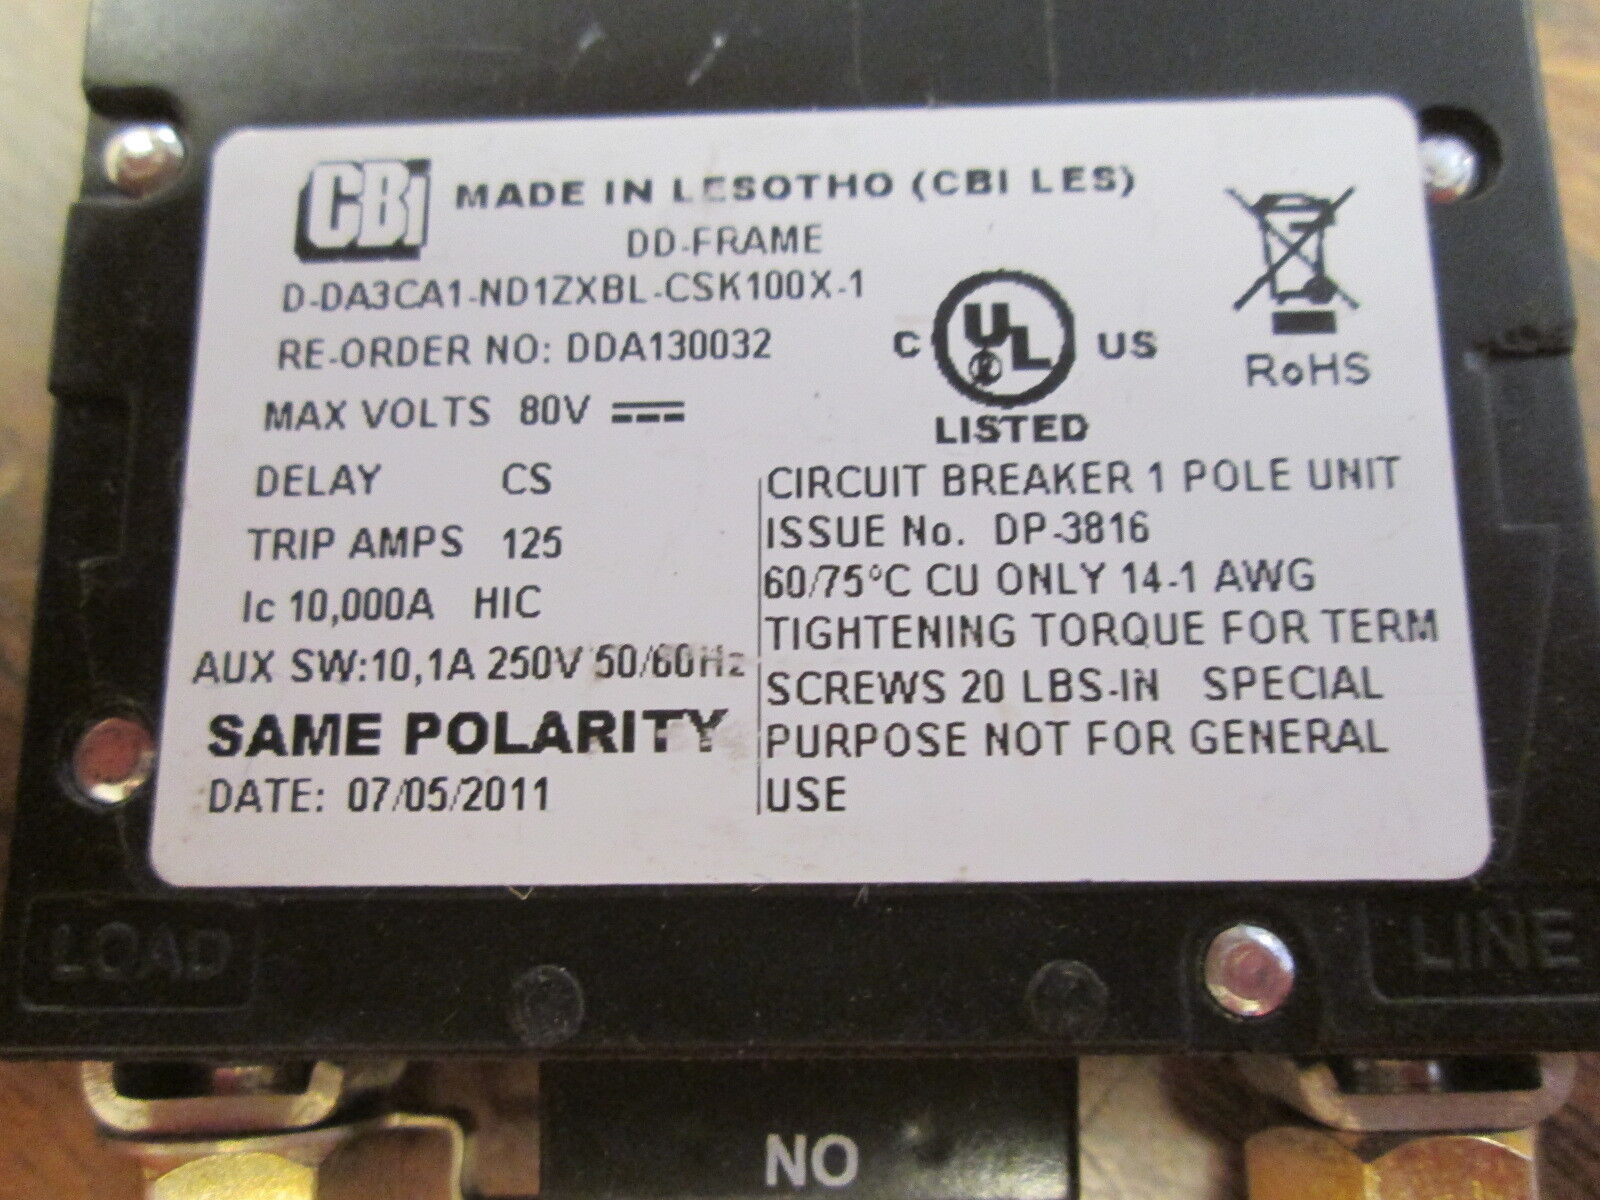 CBi MADE IN LESOTHO (CBI LES)
DD-FRAME
D-DA3CA1-ND1ZXBL-CSK100X-1
RE-ORDER NO: DDA130032
C UL US
LISTED
RoHS
MAX VOLTS 80V
DELAY CS
TRIP AMPS 125
Ic 10,000A HIC
AUX SW:10,1A 250V 50/60Hz
SAME POLARITY
DATE: 07/05/2011
CIRCUIT BREAKER 1 POLE UNIT
ISSUE No. DP-3816
60/75°C CU ONLY 14-1 AWG
TIGHTENING TORQUE FOR TERM
SCREWS 20 LBS-IN SPECIAL
PURPOSE NOT FOR GENERAL
USE
LOAD
LINE
NO